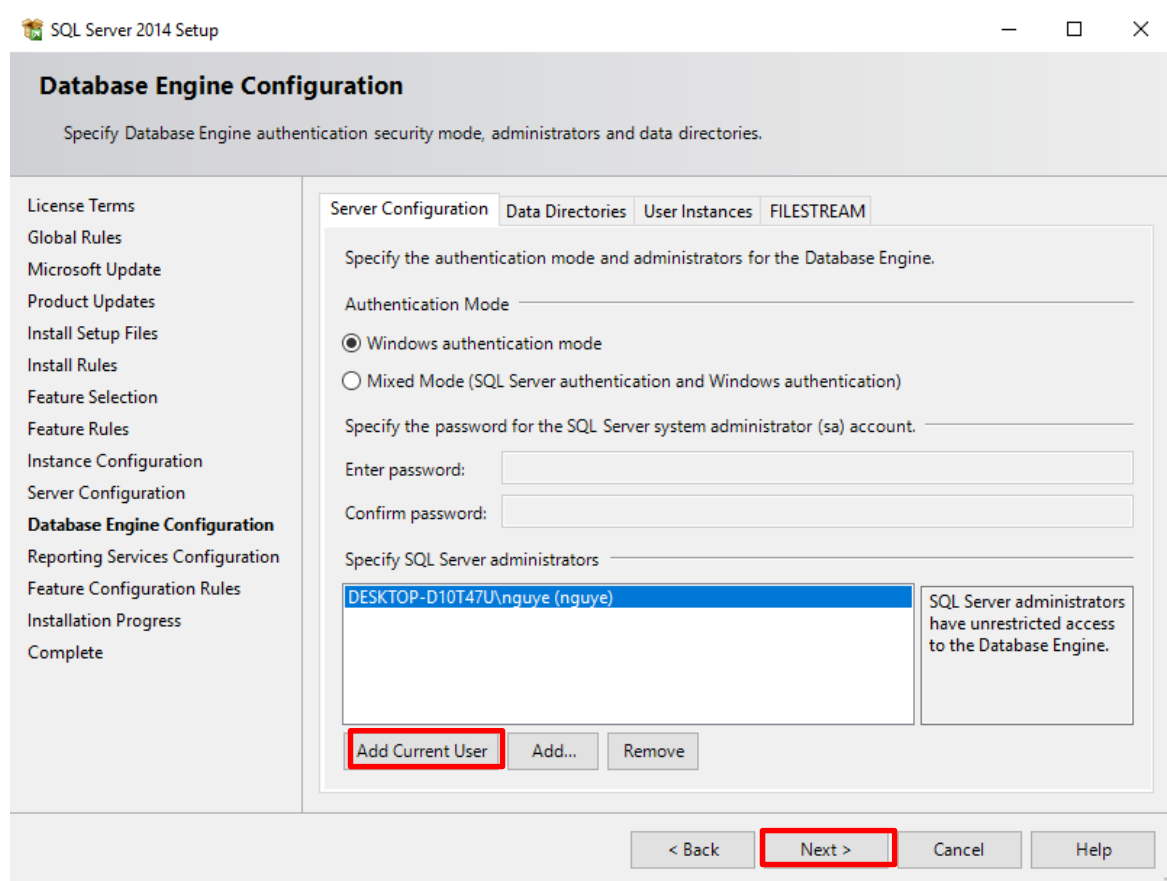 SQL Server 2014 Setup
Database Engine Configuration
Specify Database Engine authentication security mode, administrators and data directories.
License Terms
Global Rules
Microsoft Update
Product Updates
Install Setup Files
Install Rules
Feature Selection
Feature Rules
Instance Configuration
Server Configuration
Database Engine Configuration
Reporting Services Configuration
Feature Configuration Rules
Installation Progress
Complete
Server Configuration Data Directories User Instances FILESTREAM
Specify the authentication mode and administrators for the Database Engine.
Authentication Mode
Windows authentication mode
Mixed Mode (SQL Server authentication and Windows authentication)
Specify the password for the SQL Server system administrator (sa) account.
Enter password:
Confirm password:
Specify SQL Server administrators
DESKTOP-D10T47U\nguye (nguye)
SQL Server administrators
have unrestricted access
to the Database Engine.
Add Current User Add... Remove
< Back Next > Cancel Help